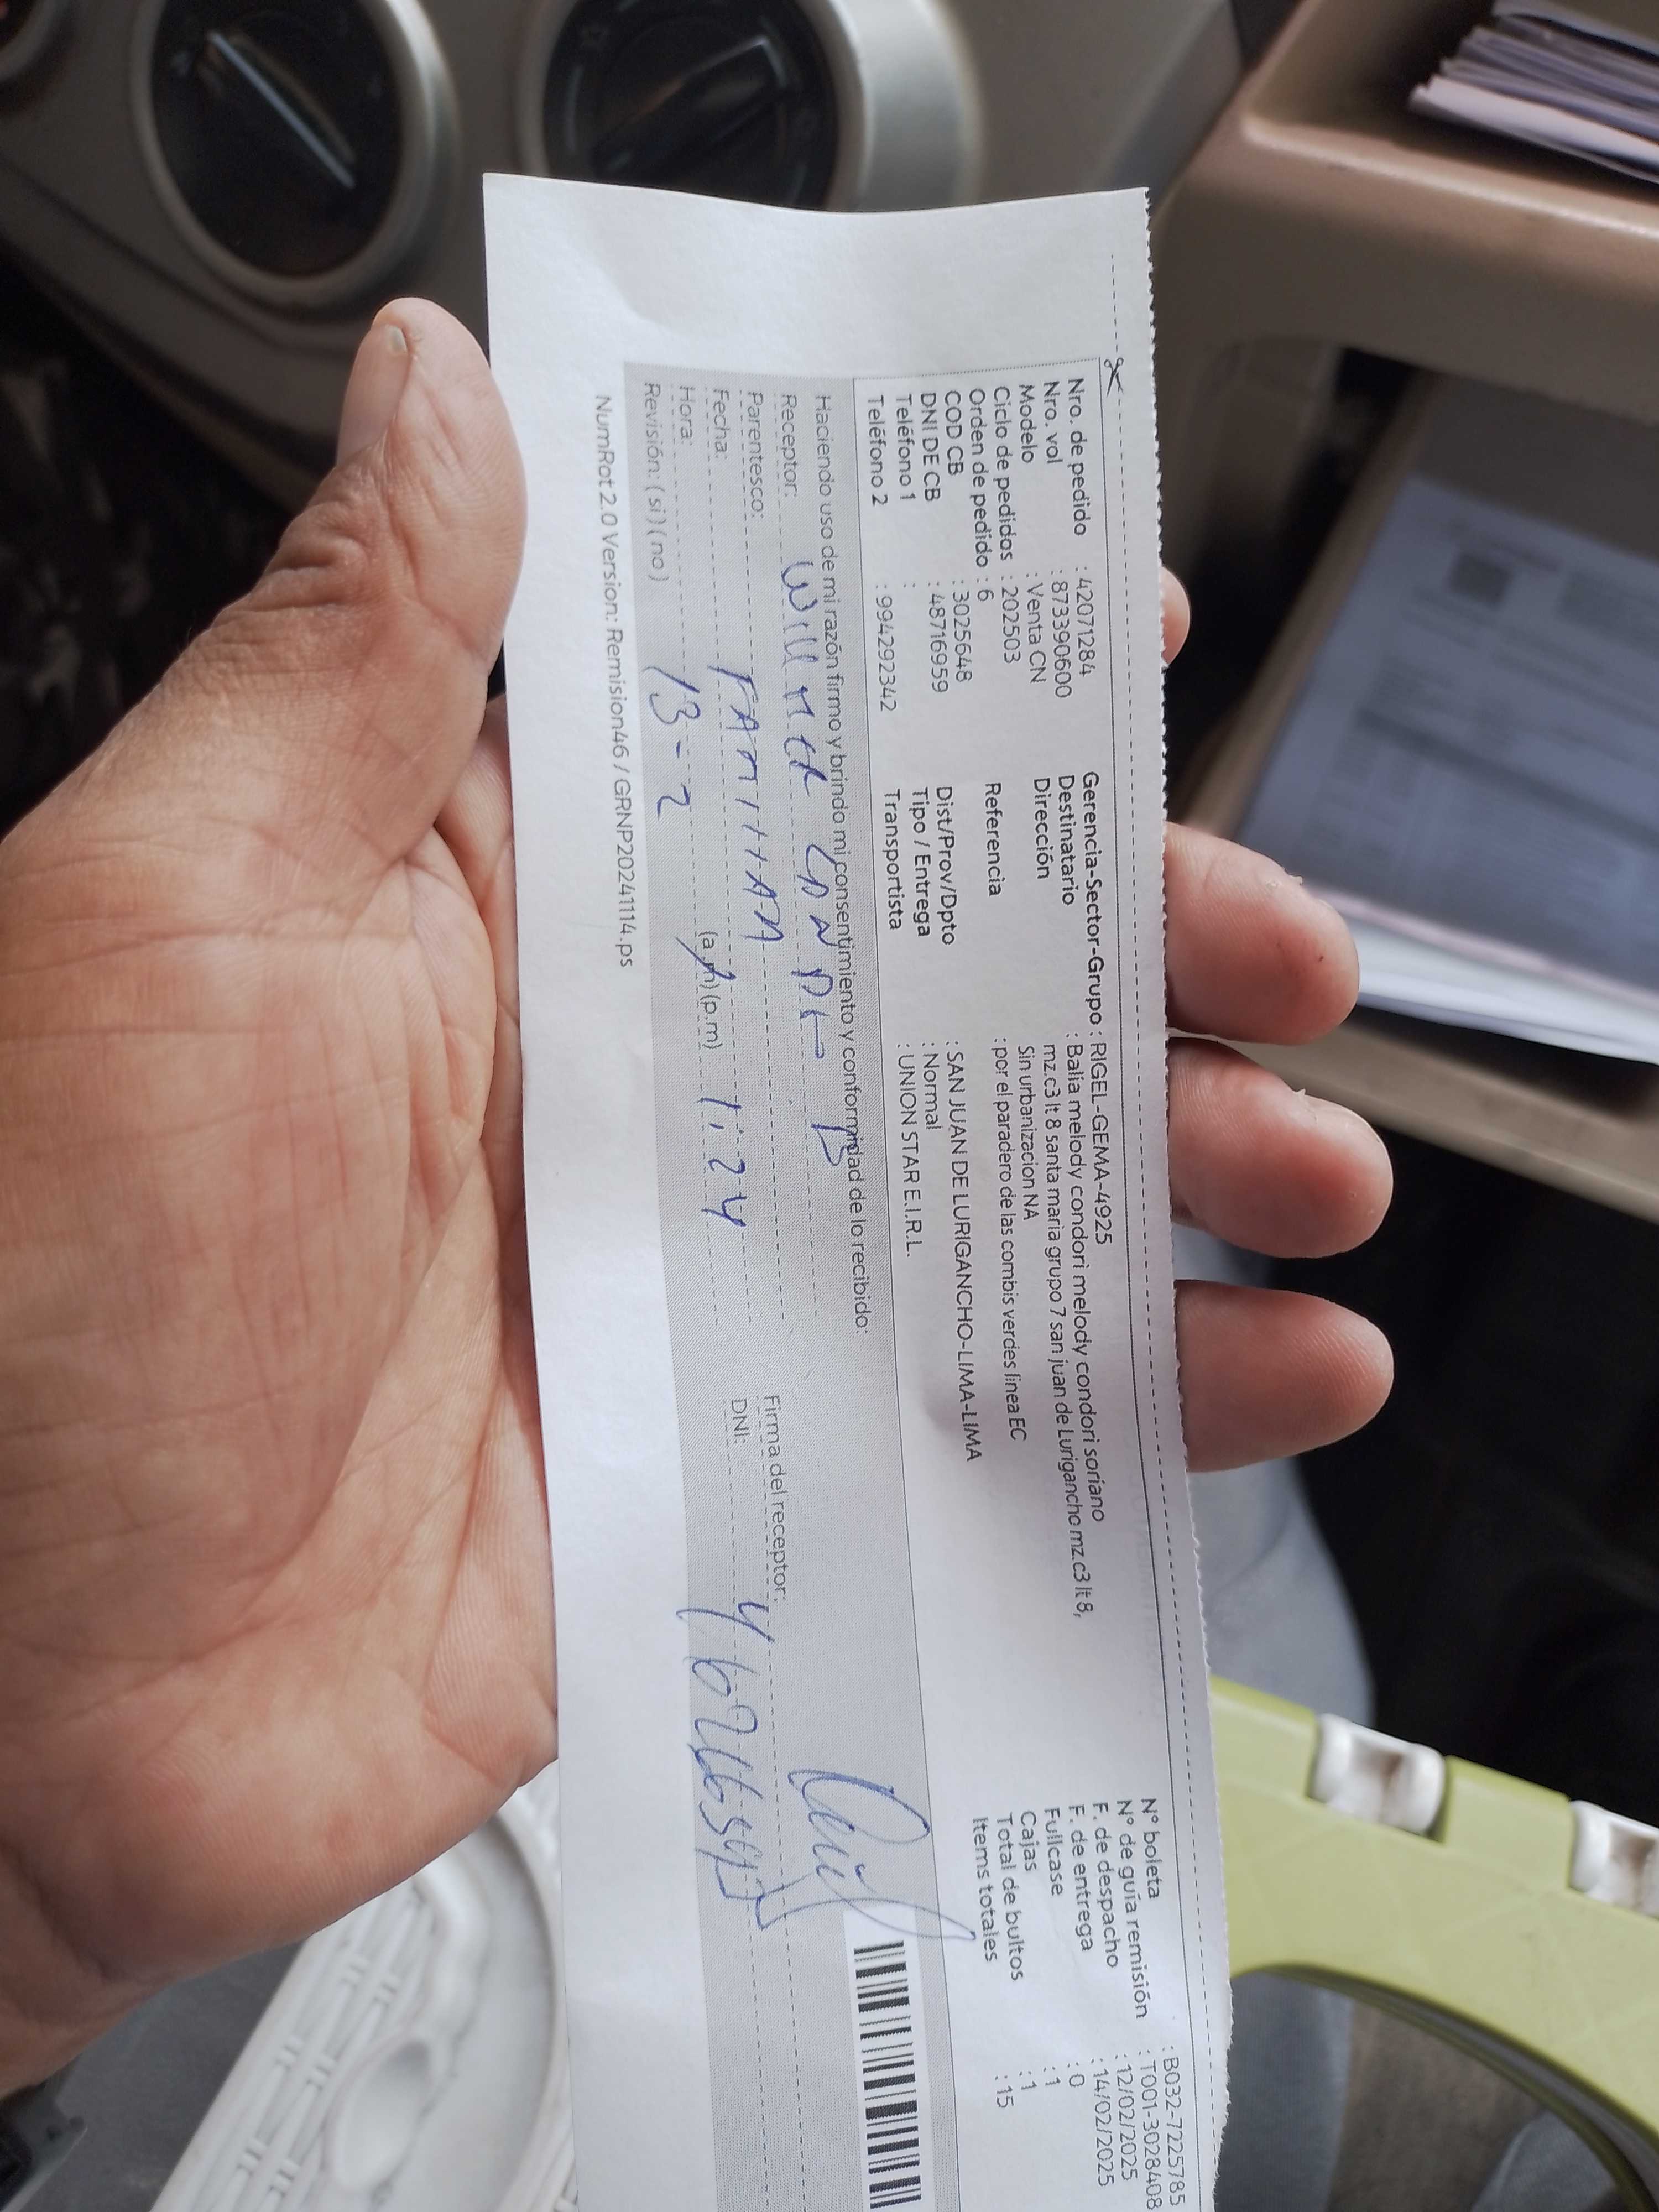 Nro. de pedido : 42071284
Nro. vol : 873390600
Modelo : Venta CN
Ciclo de pedidos : 202503
Orden de pedido : 6
COD CB : 3025648
DNI DE CB : 48716959
Teléfono 1 :
Teléfono 2 : 994292342
Gerencia-Sector-Grupo : RIGEL-GEMA-4925
Destinatario : Balia melody condori melody condori soriano
Dirección mz.c3 lt 8 santa maria grupo 7 san juan de Lurigancho mz.c3 lt 8,
Sin urbanizacion NA
Referencia : por el paradero de las combis verdes linea EC
Dist/Prov/Dpto : SAN JUAN DE LURIGANCHO-LIMA-LIMA
Tipo / Entrega : Normal
Transportista : UNION STAR E.I.R.L.
N° boleta : B032-7225785
N° de guía remisión : T001-3028408
F. de despacho : 12/02/2025
F. de entrega : 14/02/2025
Fullcase : 0
Cajas : 1
Total de bultos : 1
Items totales : 15
Haciendo uso de mi razón firmo y brindo mi consentimiento y conformidad de lo recibido:
Receptor:
Parentesco:
Fecha: 13-2
Hora: (a.m) (p.m) 1:24
Revisión: ( si ) ( no )
Firma del receptor:
DNI:
NumRot 2.0 Version: Remision46 / GRNP20241114.ps